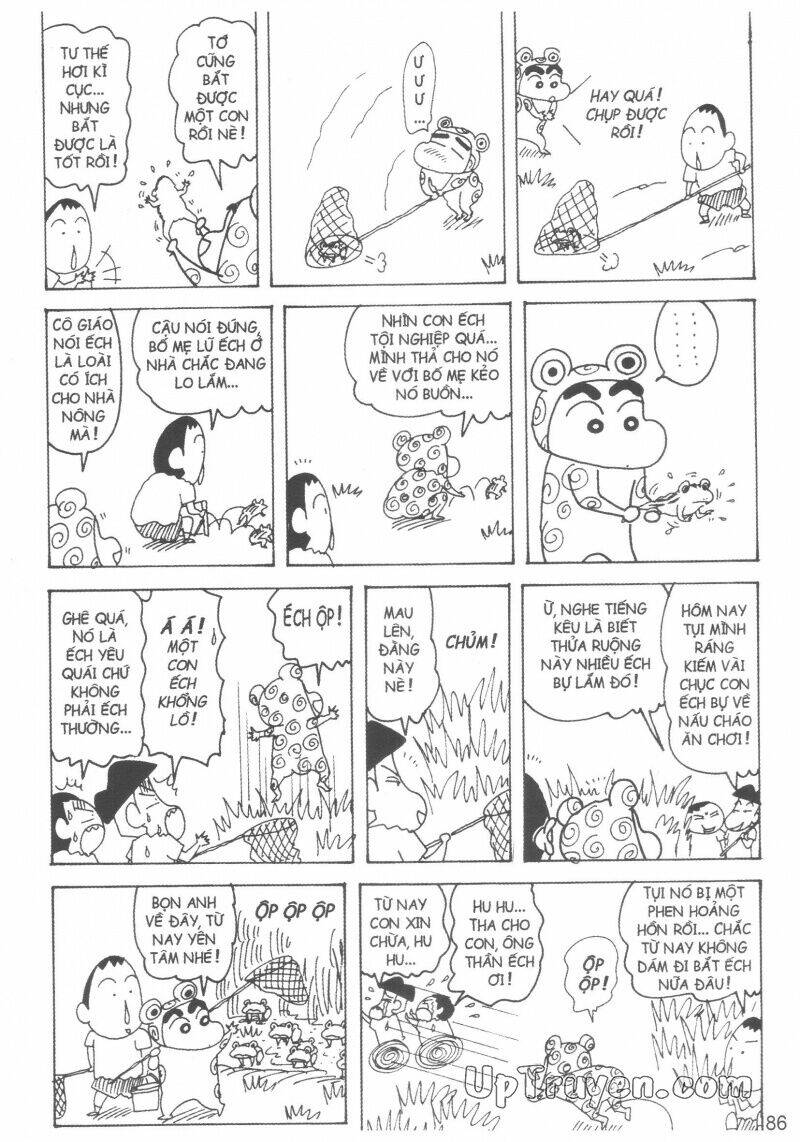 HAY QUÁ!
CHỤP ĐƯỢC
RỒI!
Ư
Ư
Ư
...
TỚ
CŨNG
BẮT
ĐƯỢC
MỘT CON
RỒI NÈ!
TƯ THẾ
HƠI KÌ
CỤC...
NHƯNG
BẮT
ĐƯỢC LÀ
TỐT RỒI!
NHÌN CON ẾCH
TỘI NGHIỆP QUÁ...
MÌNH THẢ CHO NÓ
VỀ VỚI BỐ MẸ KẺO
NÓ BUỒN...
CẬU NÓI ĐÚNG,
BỐ MẸ LŨ ẾCH Ở
NHÀ CHẮC ĐANG
LO LẮM...
CÔ GIÁO
NÓI ẾCH
LÀ LOÀI
CÓ ÍCH
CHO NHÀ
NÔNG
MÀ!
HÔM NAY
TỤI MÌNH
RÁNG
KIẾM VÀI
CHỤC CON
ẾCH BỰ VỀ
NẤU CHÁO
ĂN CHƠI!
Ừ, NGHE TIẾNG
KÊU LÀ BIẾT
THỬA RUỘNG
NÀY NHIỀU ẾCH
BỰ LẮM ĐÓ!
CHỦM!
MAU
LÊN,
ĐẰNG
NÀY
NÈ!
ẾCH ỘP!
Á Á!
MỘT
CON
ẾCH
KHỔNG
LỒ!
GHÊ QUÁ,
NÓ LÀ
ẾCH YÊU
QUÁI CHỨ
KHÔNG
PHẢI ẾCH
THƯỜNG...
TỤI NÓ BỊ MỘT
PHEN HOẢNG
HỒN RỒI... CHẮC
TỪ NAY KHÔNG
DÁM ĐI BẮT ẾCH
NỮA ĐÂU!
ỘP
ỘP!
HU HU...
THA CHO
CON, ÔNG
THẦN ẾCH
ƠI!
TỪ NAY
CON XIN
CHỪA, HU
HU...
ỘP ỘP ỘP
BỌN ANH
VỀ ĐÂY, TỪ
NAY YÊN
TÂM NHÉ!
UpTruyen.com
86